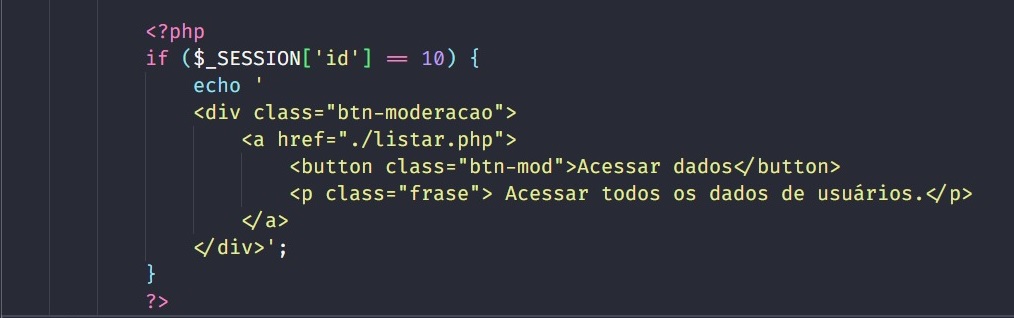 <?php
if ($_SESSION['id'] == 10) {
echo '
<div class="btn-moderacao">
<a href="./listar.php">
<button class="btn-mod">Acessar dados</button>
<p class="frase"> Acessar todos os dados de usuários.</p>
</a>
</div>';
}
?>